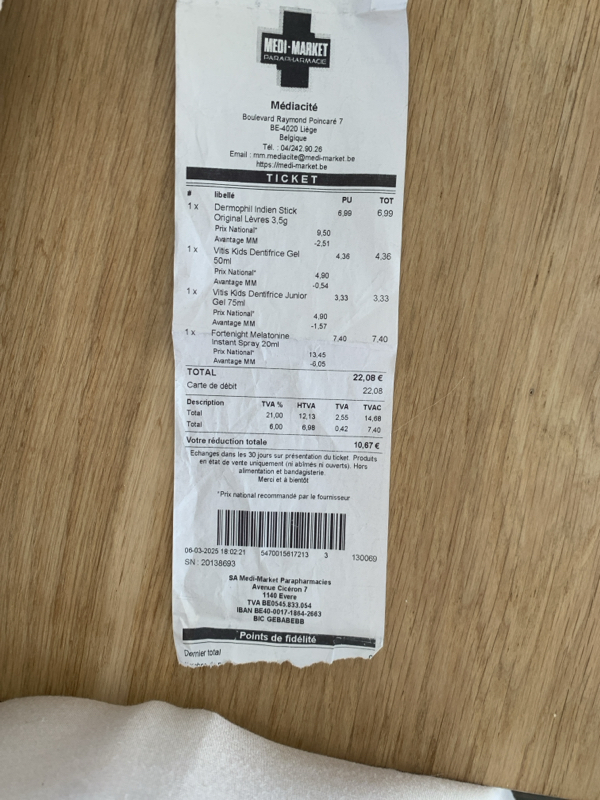 MEDI-MARKET
PARAPHARMACIE
Médiacité
Boulevard Raymond Poincaré 7
BE-4020 Liège
Belgique
Tél. : 04/242.90.26
Email : mm.mediacite@medi-market.be
https://medi-market.be
TICKET
# libellé PU TOT
1 x Dermophil Indien Stick 6,99 6,99
Original Lèvres 3,5g
Prix National* 9,50
Avantage MM -2,51
1 x Vitis Kids Dentifrice Gel 4,36 4,36
50ml
Prix National* 4,90
Avantage MM -0,54
1 x Vitis Kids Dentifrice Junior 3,33 3,33
Gel 75ml
Prix National* 4,90
Avantage MM -1,57
1 x Fortenight Melatonine 7,40 7,40
Instant Spray 20ml
Prix National* 13,45
Avantage MM -6,05
TOTAL 22,08 €
Carte de débit 22,08
Description TVA % HTVA TVA TVAC
Total 21,00 12,13 2,55 14,68
Total 6,00 6,98 0,42 7,40
Votre réduction totale 10,67 €
Echanges dans les 30 jours sur présentation du ticket. Produits
en état de vente uniquement (ni abîmés ni ouverts). Hors
alimentation et bandagisterie.
Merci et à bientôt
*Prix national recommandé par le fournisseur
06-03-2025 18:02:21 5470015617213 3 130069
SN : 20138693
SA Medi-Market Parapharmacies
Avenue Cicéron 7
1140 Evere
TVA BE0545.833.054
IBAN BE40-0017-1864-2663
BIC GEBABEBB
Points de fidélité
Dernier total